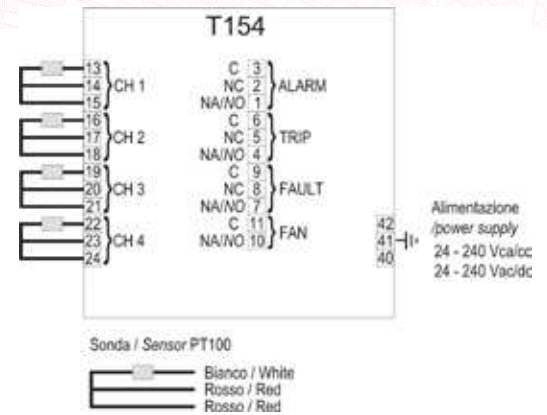 T154
13
14 CH 1
15
16
17 CH 2
18
19
20 CH 3
21
22
23 CH 4
24
C 3
NC 2 ALARM
NA/NO 1
C 6
NC 5 TRIP
NA/NO 4
C 9
NC 8 FAULT
NA/NO 7
C 11
NA/NO 10 FAN
42
41
40
Alimentazione
/power supply
24 - 240 Vca/cc
24 - 240 Vac/dc
Sonda / Sensor PT100
Bianco / White
Rosso / Red
Rosso / Red